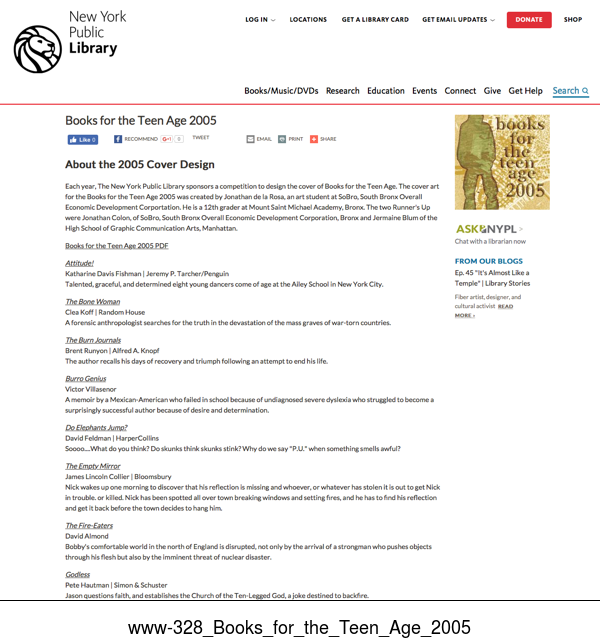 New York
Public
Library
LOG IN
LOCATIONS
GET A LIBRARY CARD
GET EMAIL UPDATES
DONATE
SHOP
Books/Music/DVDs Research Education Events Connect Give Get Help Search
Books for the Teen Age 2005
Like 0
RECOMMEND
G+1 0
TWEET
EMAIL
PRINT
SHARE
About the 2005 Cover Design
Each year, The New York Public Library sponsors a competition to design the cover of Books for the Teen Age. The cover art
for the Books for the Teen Age 2005 was created by Jonathan de la Rosa, an art student at SoBro, South Bronx Overall
Economic Development Corportation. He is a 12th grader at Mount Saint Michael Academy, Bronx. The two Runner's Up
were Jonathan Colon, of SoBro, South Bronx Overall Economic Development Corporation, Bronx and Jermaine Blum of the
High School of Graphic Communication Arts, Manhattan.
Books for the Teen Age 2005 PDF
Attitude!
Katharine Davis Fishman | Jeremy P. Tarcher/Penguin
Talented, graceful, and determined eight young dancers come of age at the Ailey School in New York City.
The Bone Woman
Clea Koff | Random House
A forensic anthropologist searches for the truth in the devastation of the mass graves of war-torn countries.
The Burn Journals
Brent Runyon | Alfred A. Knopf
The author recalls his days of recovery and triumph following an attempt to end his life.
Burro Genius
Victor Villasenor
A memoir by a Mexican-American who failed in school because of undiagnosed severe dyslexia who struggled to become a
surprisingly successful author because of desire and determination.
Do Elephants Jump?
David Feldman | HarperCollins
Soooo....What do you think? Do skunks think skunks stink? Why do we say "P.U." when something smells awful?
The Empty Mirror
James Lincoln Collier | Bloomsbury
Nick wakes up one morning to discover that his reflection is missing and whoever, or whatever has stolen it is out to get Nick
in trouble. or killed. Nick has been spotted all over town breaking windows and setting fires, and he has to find his reflection
and get it back before the town decides to hang him.
The Fire-Eaters
David Almond
Bobby's comfortable world in the north of England is disrupted, not only by the arrival of a strongman who pushes objects
through his flesh but also by the imminent threat of nuclear disaster.
Godless
Pete Hautman | Simon & Schuster
Jason questions faith, and establishes the Church of the Ten-Legged God, a joke destined to backfire.
books
for
the
teen
age
2005
ASK NYPL >
Chat with a librarian now
FROM OUR BLOGS
Ep. 45 "It's Almost Like a
Temple" | Library Stories
Fiber artist, designer, and
cultural activist READ
MORE ›
www-328_Books_for_the_Teen_Age_2005